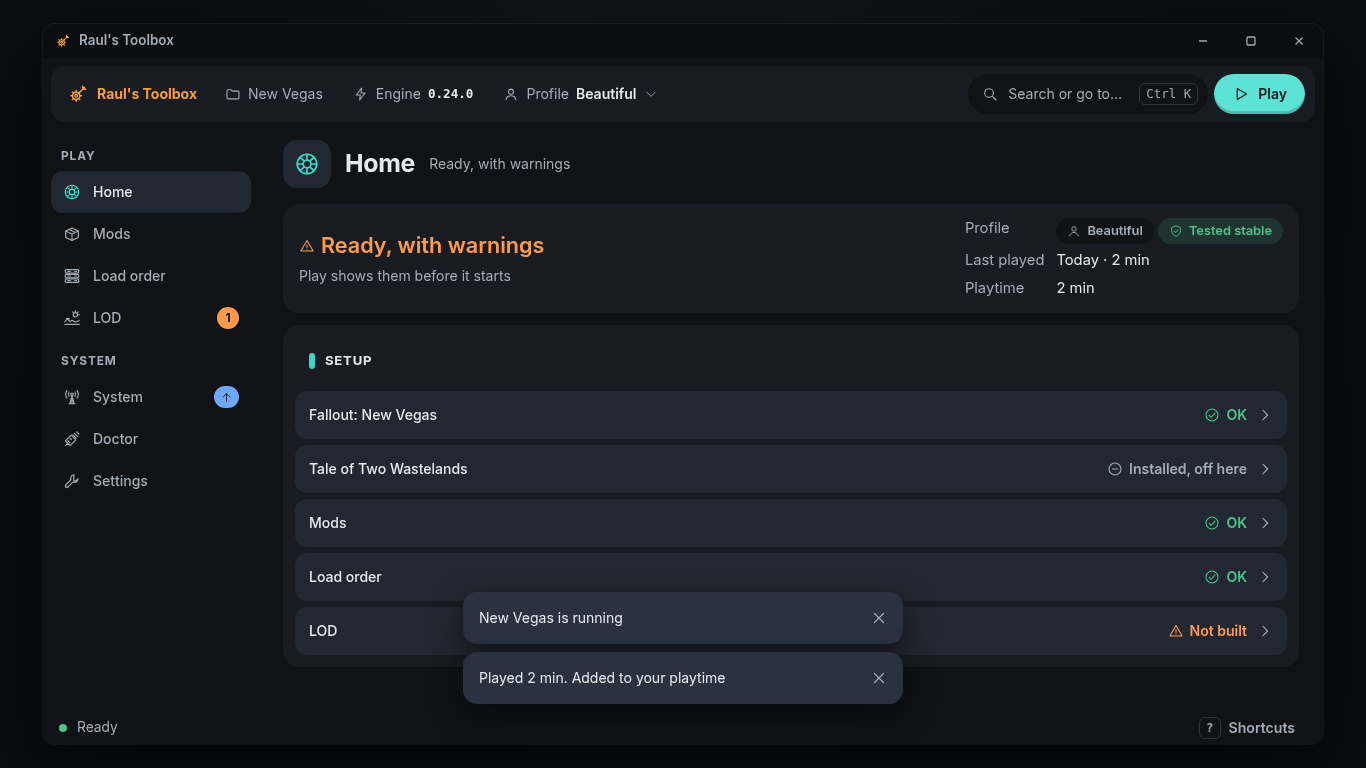 Raul's Toolbox
Raul's Toolbox New Vegas Engine 0.24.0 Profile Beautiful Search or go to... Ctrl K Play
PLAY
Home
Mods
Load order
LOD 1
SYSTEM
System
Doctor
Settings
Home Ready, with warnings
Ready, with warnings
Play shows them before it starts
Profile Beautiful Tested stable
Last played Today · 2 min
Playtime 2 min
SETUP
Fallout: New Vegas OK
Tale of Two Wastelands Installed, off here
Mods OK
Load order OK
LOD Not built
New Vegas is running
Played 2 min. Added to your playtime
Ready ? Shortcuts